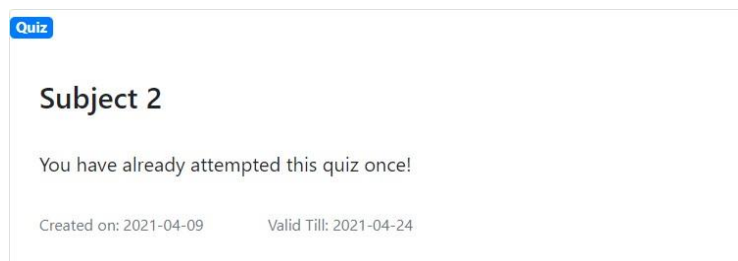 Quiz
Subject 2
You have already attempted this quiz once!
Created on: 2021-04-09 Valid Till: 2021-04-24